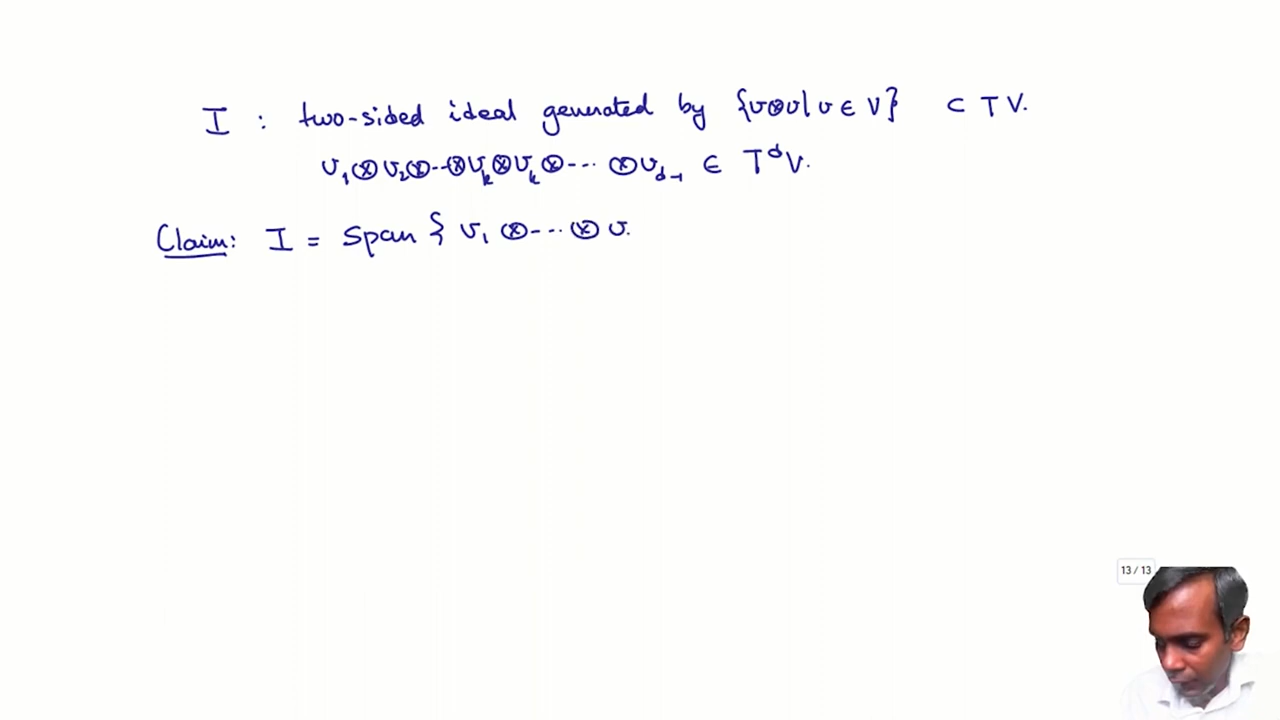 I : two-sided ideal generated by {v⊗v | v ∈ V} ⊂ TV.
v₁⊗v₂⊗--⊗vₖ⊗vₖ⊗--- ⊗v_{d-1} ∈ T^d V.
Claim: I = Span { v₁ ⊗--- ⊗ v.
13 / 13